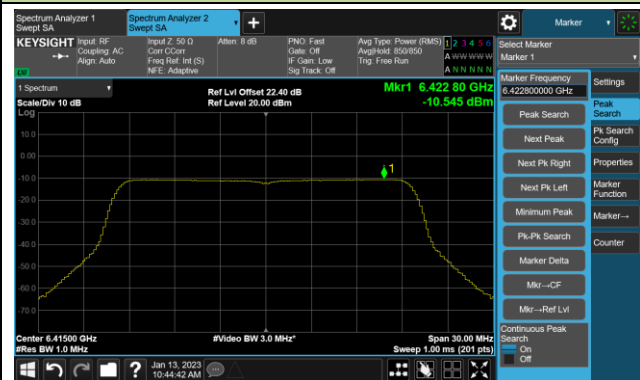 Spectrum Analyzer 1
Swept SA
Spectrum Analyzer 2
Swept SA
Marker
KEYSIGHT
Input: RF
Coupling: AC
Align: Auto
Input Z: 50 Ω
Corr CCorr
Freq Ref: Int (S)
NFE: Adaptive
Atten: 8 dB
PNO: Fast
Gate: Off
IF Gain: Low
Sig Track: Off
Avg Type: Power (RMS)
Avg|Hold: 850/850
Trig: Free Run
1 2 3 4 5 6
A W W W W W
A N N N N N
Select Marker
Marker 1
1 Spectrum
Scale/Div 10 dB
Log
Ref Lvl Offset 22.40 dB
Ref Level 20.00 dBm
Mkr1 6.422 80 GHz
-10.545 dBm
10.0
0.00
-10.0
-20.0
-30.0
-40.0
-50.0
-60.0
-70.0
1
Center 6.41500 GHz
#Res BW 1.0 MHz
#Video BW 3.0 MHz*
Span 30.00 MHz
Sweep 1.00 ms (201 pts)
Marker Frequency
6.422800000 GHz
Peak Search
Next Peak
Next Pk Right
Next Pk Left
Minimum Peak
Pk-Pk Search
Marker Delta
Mkr→CF
Mkr→Ref Lvl
Continuous Peak
Search
On
Off
Settings
Peak
Search
Pk Search
Config
Properties
Marker
Function
Marker→
Counter
Jan 13, 2023
10:44:42 AM